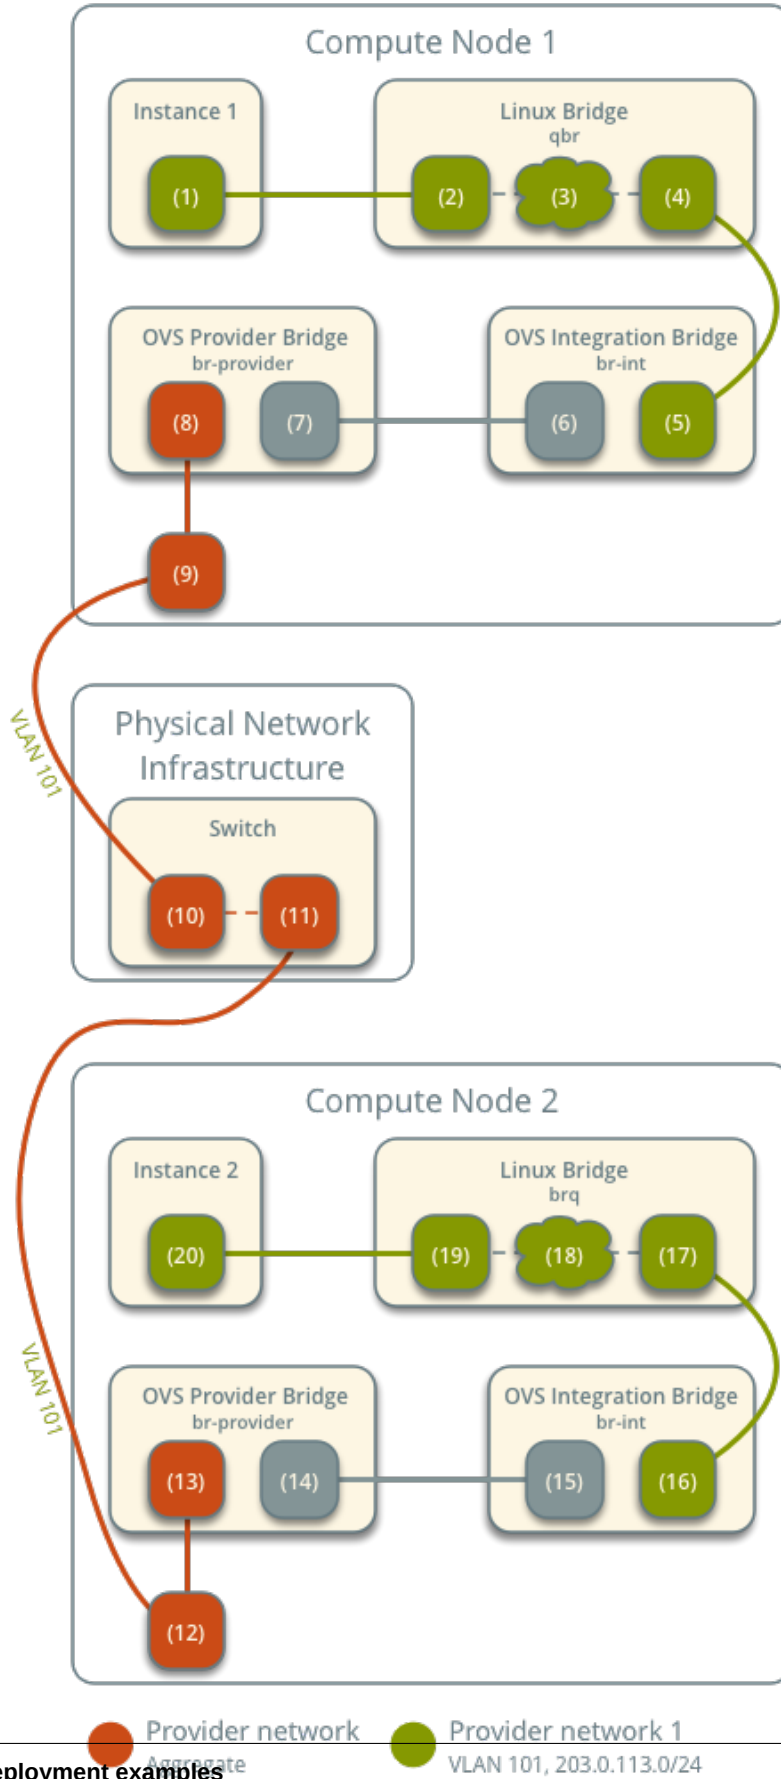 Compute Node 1
Instance 1
Linux Bridge
qbr
(1)
(2)
(3)
(4)
OVS Provider Bridge
br-provider
OVS Integration Bridge
br-int
(8)
(7)
(6)
(5)
(9)
VLAN 101
Physical Network
Infrastructure
Switch
(10)
(11)
Compute Node 2
Instance 2
Linux Bridge
brq
(20)
(19)
(18)
(17)
VLAN 101
OVS Provider Bridge
br-provider
OVS Integration Bridge
br-int
(13)
(14)
(15)
(16)
(12)
Provider network
Aggregate
Provider network 1
VLAN 101, 203.0.113.0/24
eployment examples